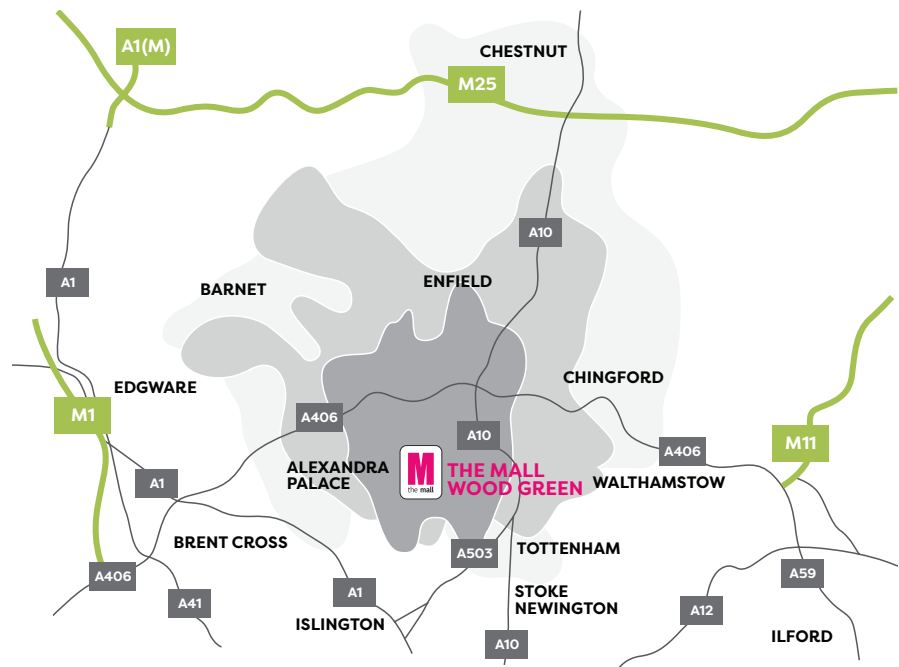 A1(M)
CHESTNUT
M25
A10
A1
BARNET
ENFIELD
EDGWARE
CHINGFORD
M1
A406
A10
M11
A406
ALEXANDRA
PALACE
M
the mall
THE MALL
WOOD GREEN
WALTHAMSTOW
A1
BRENT CROSS
A503
TOTTENHAM
A406
A59
A1
STOKE
NEWINGTON
A41
A12
ISLINGTON
ILFORD
A10